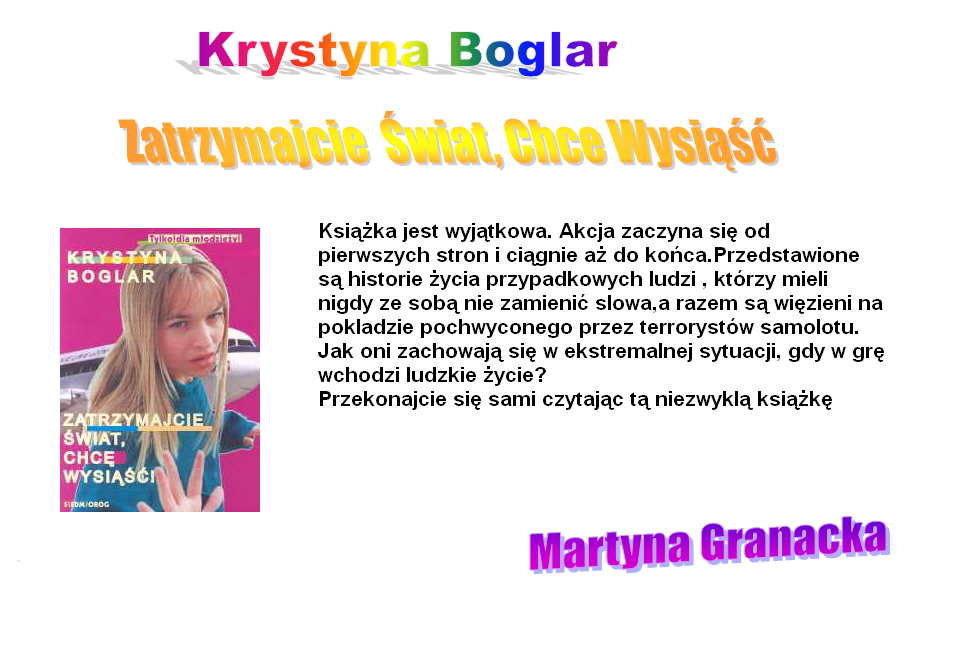 Krystyna Boglar
Zatrzymajcie Świat, Chce Wysiąść
Tylko!dla młodzieży!
KRYSTYNA
BOGLAR
ZATRZYMAJCIE
ŚWIAT,
CHCĘ
WYSIĄŚĆ!
SIEDMIORÓG
Książka jest wyjątkowa. Akcja zaczyna się od
pierwszych stron i ciągnie aż do końca.Przedstawione
są historie życia przypadkowych ludzi , którzy mieli
nigdy ze sobą nie zamienić slowa,a razem są więzieni na
pokladzie pochwyconego przez terrorystów samolotu.
Jak oni zachowają się w ekstremalnej sytuacji, gdy w grę
wchodzi ludzkie życie?
Przekonajcie się sami czytając tą niezwyklą książkę
Martyna Granacka